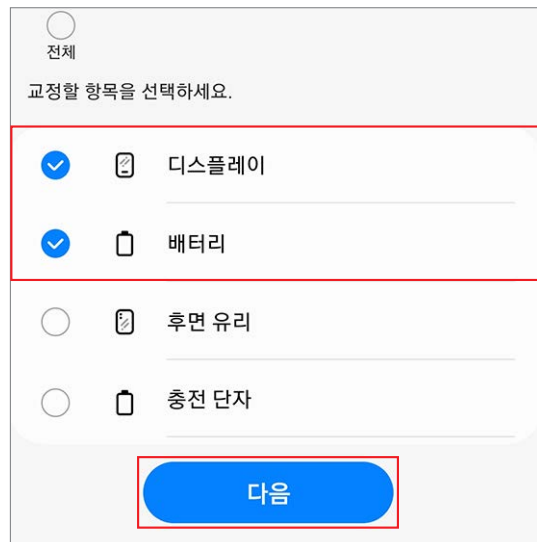 전체
교정할 항목을 선택하세요.
디스플레이
배터리
후면 유리
충전 단자
다음